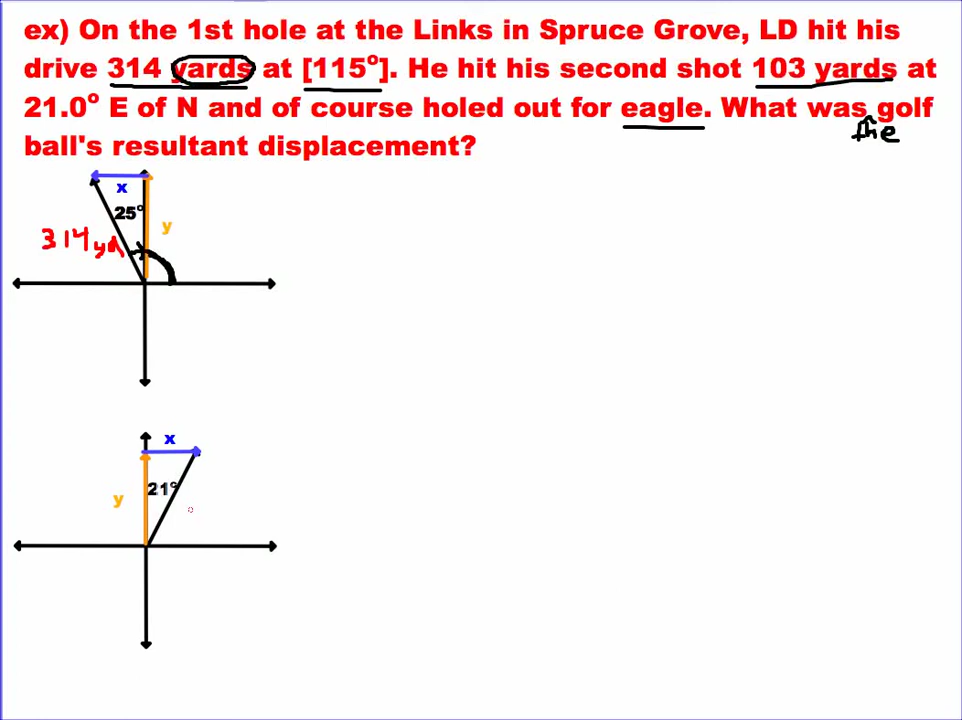 ex) On the 1st hole at the Links in Spruce Grove, LD hit his
drive 314 yards at [115°]. He hit his second shot 103 yards at
21.0° E of N and of course holed out for eagle. What was golf
the
ball's resultant displacement?
x
25°
y
314yd
x
21°
y